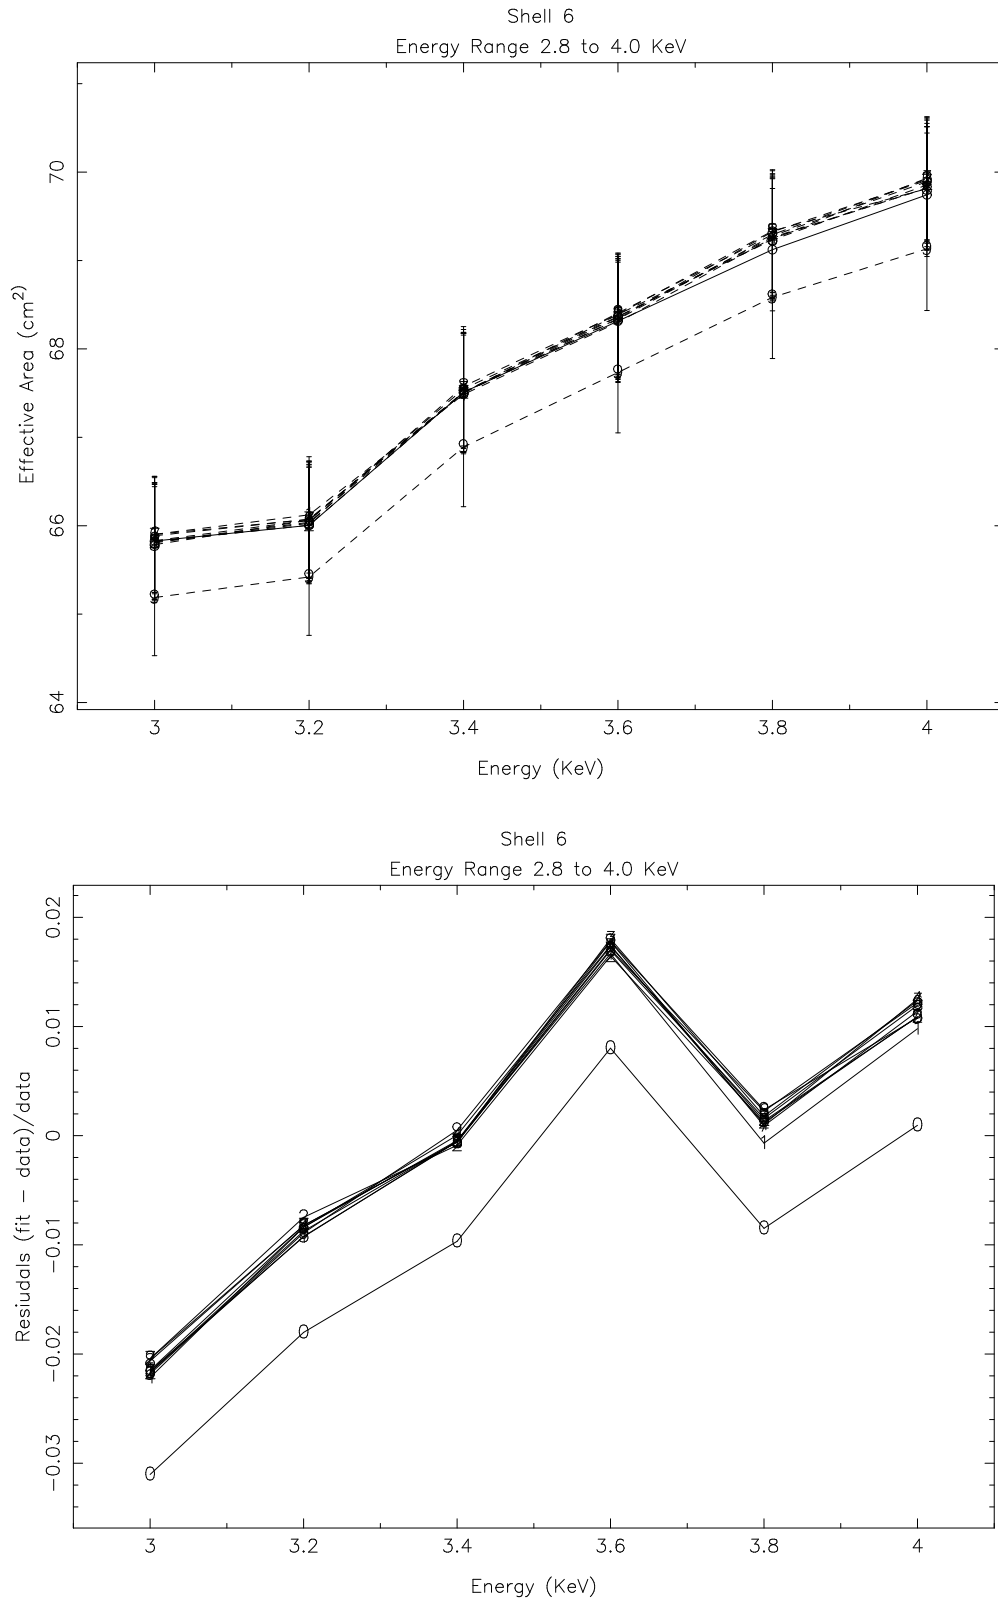 Shell 6
Energy Range 2.8 to 4.0 KeV
70
68
66
64
Effective Area (cm²)
3 3.2 3.4 3.6 3.8 4
Energy (KeV)
Shell 6
Energy Range 2.8 to 4.0 KeV
0.02
0.01
0
−0.01
−0.02
−0.03
Resiudals (fit − data)/data
3 3.2 3.4 3.6 3.8 4
Energy (KeV)